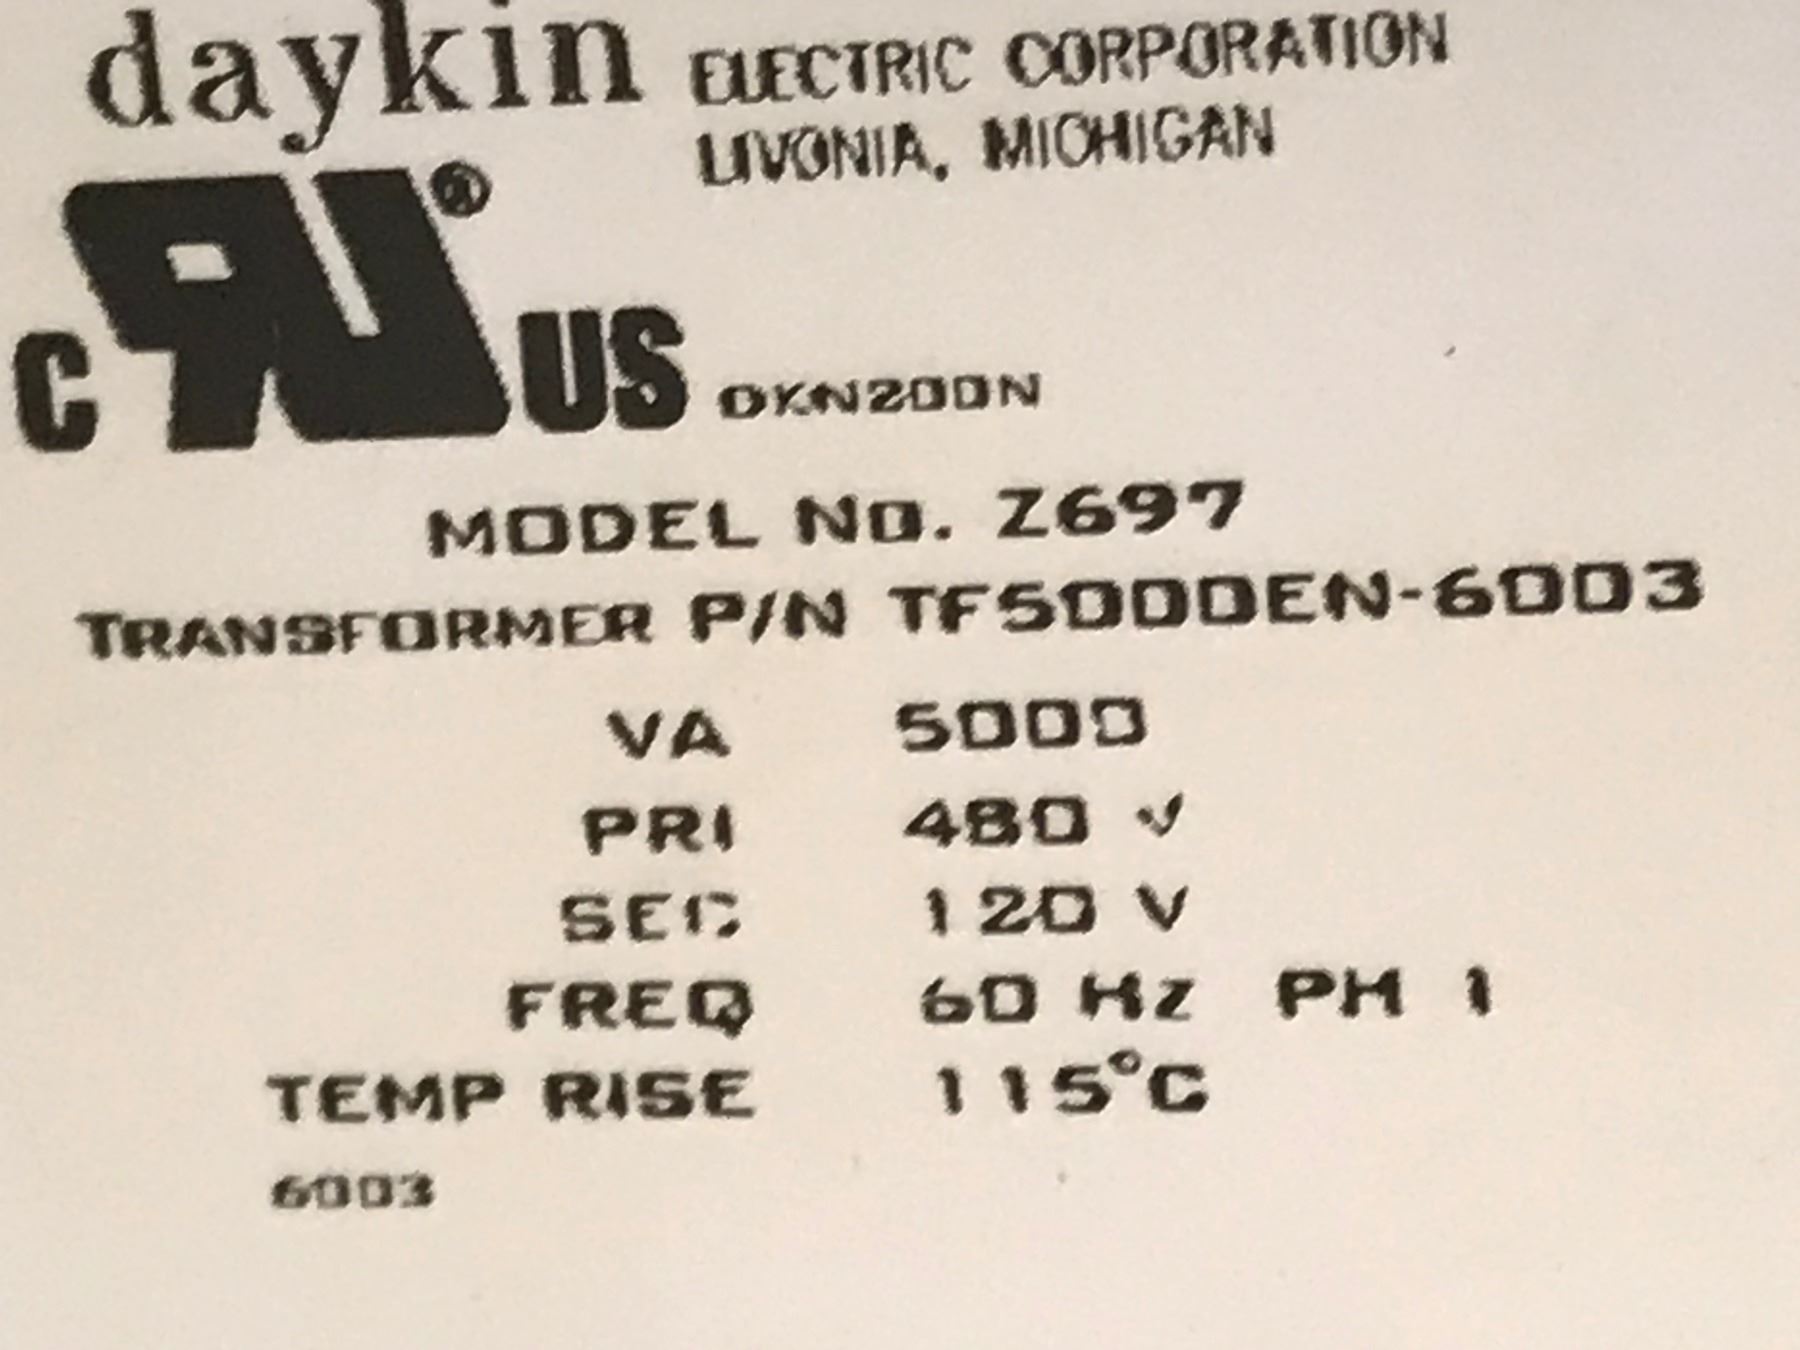 daykin ELECTRIC CORPORATION
LIVONIA, MICHIGAN
C RU® US DKN200N
MODEL No. Z697
TRANSFORMER P/N TF5000EN-6003
VA 5000
PRI 480 V
SEC 120 V
FREQ 60 Hz PH 1
TEMP RISE 115°C
6003